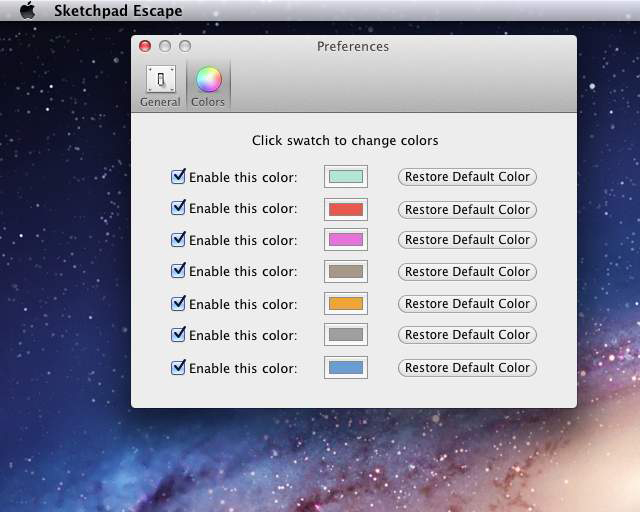 Sketchpad Escape
Preferences
General Colors
Click swatch to change colors
Enable this color: Restore Default Color
Enable this color: Restore Default Color
Enable this color: Restore Default Color
Enable this color: Restore Default Color
Enable this color: Restore Default Color
Enable this color: Restore Default Color
Enable this color: Restore Default Color